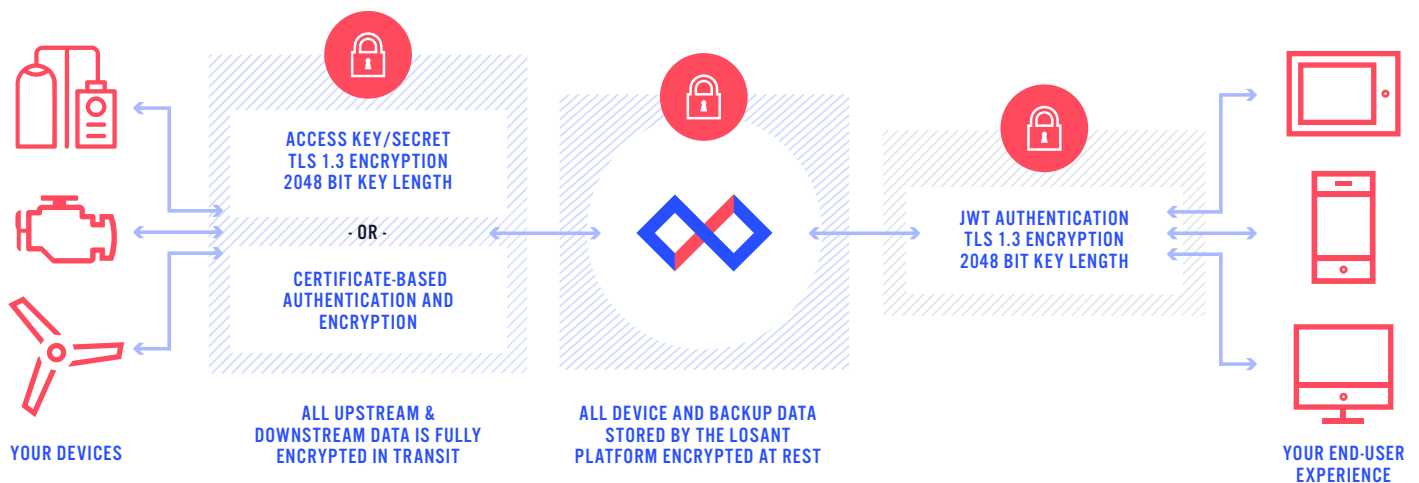 ACCESS KEY/SECRET
TLS 1.3 ENCRYPTION
2048 BIT KEY LENGTH
- OR -
CERTIFICATE-BASED
AUTHENTICATION AND
ENCRYPTION
JWT AUTHENTICATION
TLS 1.3 ENCRYPTION
2048 BIT KEY LENGTH
YOUR DEVICES
ALL UPSTREAM &
DOWNSTREAM DATA IS FULLY
ENCRYPTED IN TRANSIT
ALL DEVICE AND BACKUP DATA
STORED BY THE LOSANT
PLATFORM ENCRYPTED AT REST
YOUR END-USER
EXPERIENCE